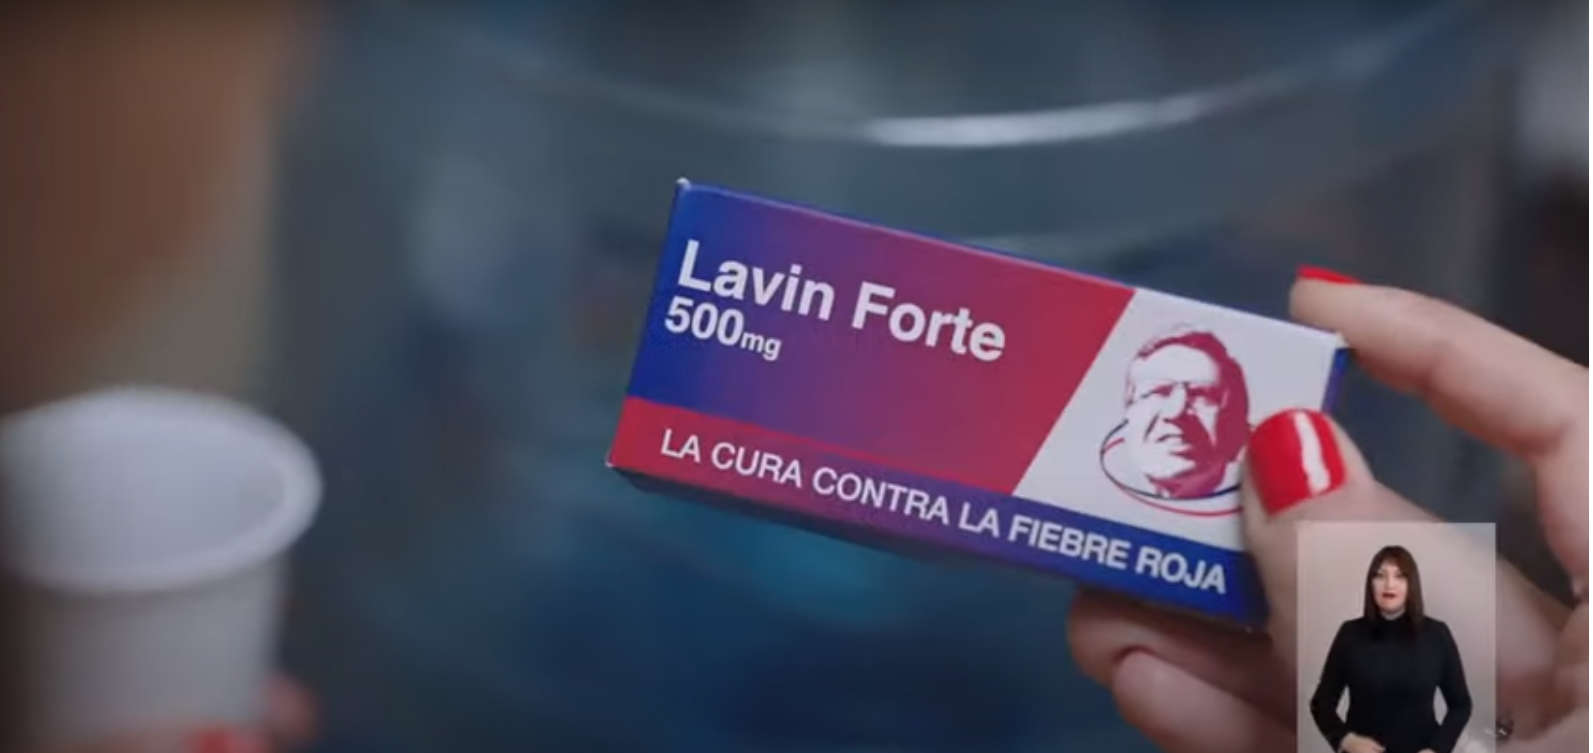 Lavin Forte
500mg
LA CURA CONTRA LA FIEBRE ROJA